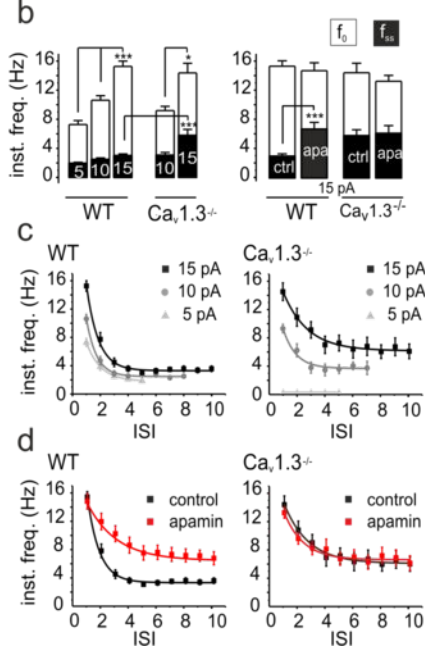 b
f₀ fₛₛ
inst. freq. (Hz)
16
12
8
4
0
***
*
***
5 10 15 10 15
WT Caᵥ1.3⁻/⁻
16
12
8
4
0
***
ctrl apa ctrl apa
15 pA
WT Caᵥ1.3⁻/⁻
c
WT
inst. freq. (Hz)
16
12
8
4
0
15 pA
10 pA
5 pA
0 2 4 6 8 10
ISI
Caᵥ1.3⁻/⁻
16
12
8
4
0
15 pA
10 pA
5 pA
0 2 4 6 8 10
ISI
d
WT
inst. freq. (Hz)
16
12
8
4
0
control
apamin
0 2 4 6 8 10
ISI
Caᵥ1.3⁻/⁻
16
12
8
4
0
control
apamin
0 2 4 6 8 10
ISI